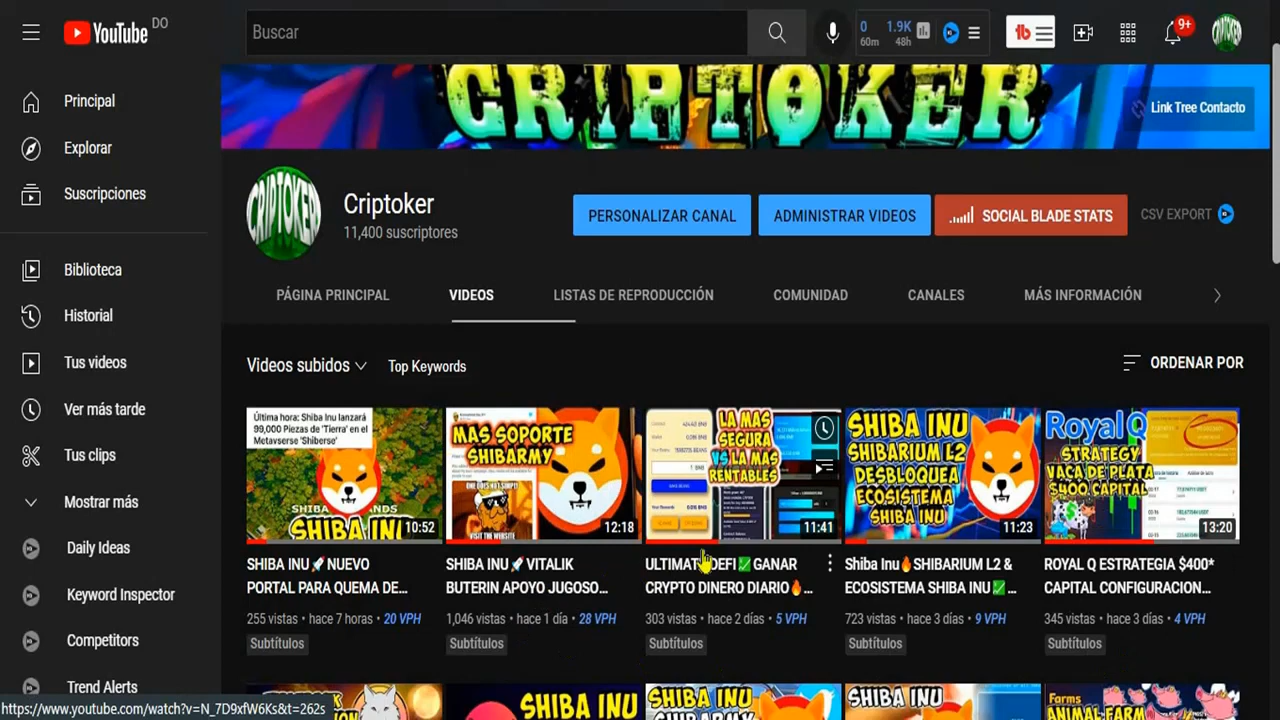 YouTube DO
Buscar
0 1.9K
60m 48h
tb
9+
CRIPTOKER
Link Tree Contacto
Principal
Explorar
Suscripciones
Biblioteca
Historial
Tus videos
Ver más tarde
Tus clips
Mostrar más
Daily Ideas
Keyword Inspector
Competitors
Trend Alerts
CRIPTOKER
Criptoker
11,400 suscriptores
PERSONALIZAR CANAL
ADMINISTRAR VIDEOS
SOCIAL BLADE STATS
CSV EXPORT
PÁGINA PRINCIPAL
VIDEOS
LISTAS DE REPRODUCCIÓN
COMUNIDAD
CANALES
MÁS INFORMACIÓN
Videos subidos
Top Keywords
ORDENAR POR
Última hora: Shiba Inu lanzará
99,000 Piezas de 'Tierra' en el
Metaverse 'Shiberse'
SHIBA INU
10:52
SHIBA INU🚀NUEVO
PORTAL PARA QUEMA DE...
255 vistas • hace 7 horas • 20 VPH
Subtítulos
MAS SOPORTE
SHIBARMY
12:18
SHIBA INU🚀VITALIK
BUTERIN APOYO JUGOSO...
1,046 vistas • hace 1 día • 28 VPH
Subtítulos
LA MAS
SEGURA
VS LA MAS
RENTABLES
11:41
DEFI✅GANAR
CRYPTO DINERO DIARIO🔥...
303 vistas • hace 2 días • 5 VPH
Subtítulos
SHIBA INU
SHIBARIUM L2
DESBLOQUEA
ECOSISTEMA
SHIBA INU
11:23
Shiba Inu🔥SHIBARIUM L2 &
ECOSISTEMA SHIBA INU✅...
723 vistas • hace 3 días • 9 VPH
Subtítulos
Royal Q
STRATEGY
VACA DE PLATA
$400 CAPITAL
13:20
ROYAL Q ESTRATEGIA $400*
CAPITAL CONFIGURACION...
345 vistas • hace 3 días • 4 VPH
Subtítulos
SHIBA INU
SHIBA INU
Farms
ANIMAL FARM
https://www.youtube.com/watch?v=N_7D9xfW6Ks&t=262s